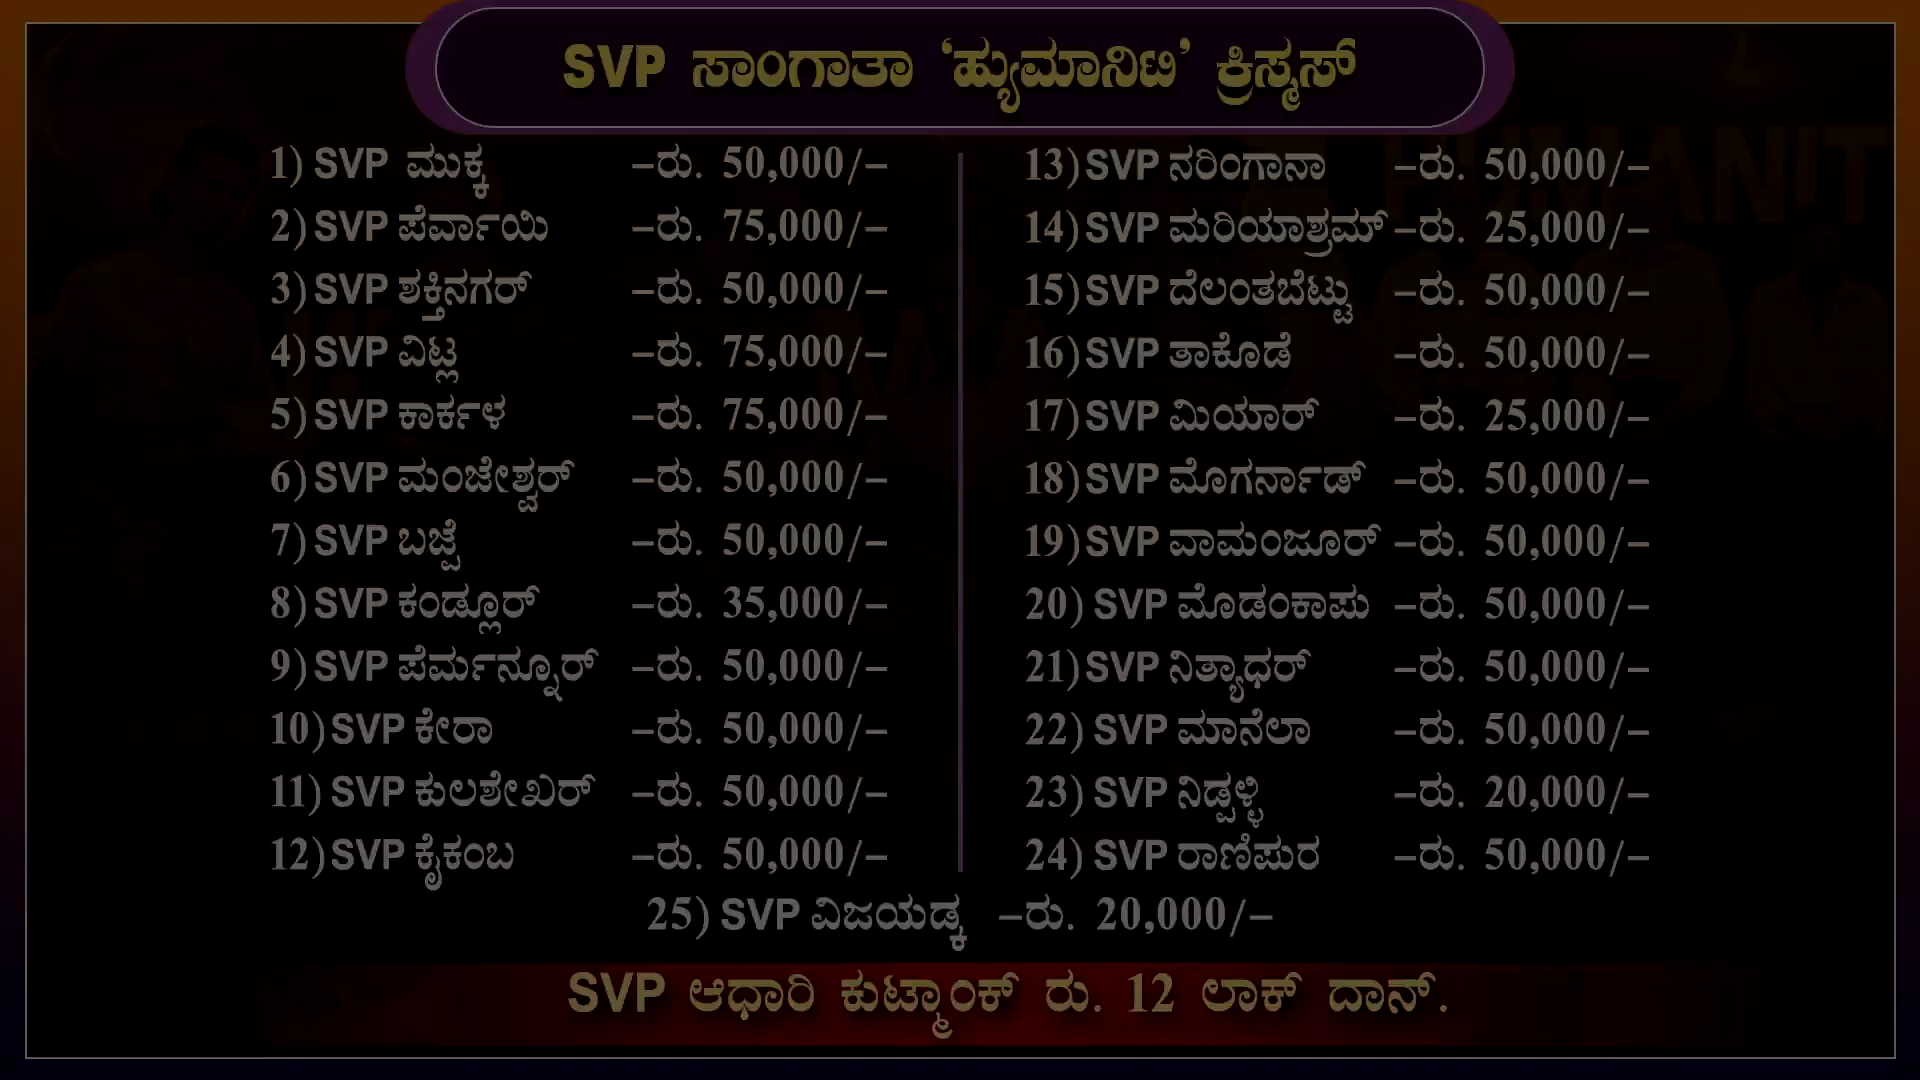 SVP ಸಾಂಗಾತಾ ‘ಹ್ಯುಮಾನಿಟಿ’ ಕ್ರಿಸ್ಮಸ್
1) SVP ಮುಕ್ಕ –ರು. 50,000/–
2) SVP ಪೆರ್ವಾಯಿ –ರು. 75,000/–
3) SVP ಶಕ್ತಿನಗರ್ –ರು. 50,000/–
4) SVP ವಿಟ್ಲ –ರು. 75,000/–
5) SVP ಕಾರ್ಕಳ –ರು. 75,000/–
6) SVP ಮಂಜೇಶ್ವರ್ –ರು. 50,000/–
7) SVP ಬಜ್ಪೆ –ರು. 50,000/–
8) SVP ಕಂಡ್ಲೂರ್ –ರು. 35,000/–
9) SVP ಪೆರ್ಮನ್ನೂರ್ –ರು. 50,000/–
10) SVP ಕೇರಾ –ರು. 50,000/–
11) SVP ಕುಲಶೇಖರ್ –ರು. 50,000/–
12) SVP ಕೈಕಂಬ –ರು. 50,000/–
13) SVP ನರಿಂಗಾನಾ –ರು. 50,000/–
14) SVP ಮರಿಯಾಶ್ರಮ್ –ರು. 25,000/–
15) SVP ದೆಲಂತಬೆಟ್ಟು –ರು. 50,000/–
16) SVP ತಾಕೊಡೆ –ರು. 50,000/–
17) SVP ಮಿಯಾರ್ –ರು. 25,000/–
18) SVP ಮೊಗರ್ನಾಡ್ –ರು. 50,000/–
19) SVP ವಾಮಂಜೂರ್ –ರು. 50,000/–
20) SVP ಮೊಡಂಕಾಪು –ರು. 50,000/–
21) SVP ನಿತ್ಯಾಧರ್ –ರು. 50,000/–
22) SVP ಮಾನೆಲಾ –ರು. 50,000/–
23) SVP ನಿಡ್ಪಳ್ಳಿ –ರು. 20,000/–
24) SVP ರಾಣಿಪುರ –ರು. 50,000/–
25) SVP ವಿಜಯಡ್ಕ –ರು. 20,000/–
SVP ಆಧಾರಿ ಕುಟ್ಮಾಂಕ್ ರು. 12 ಲಾಕ್ ದಾನ್.